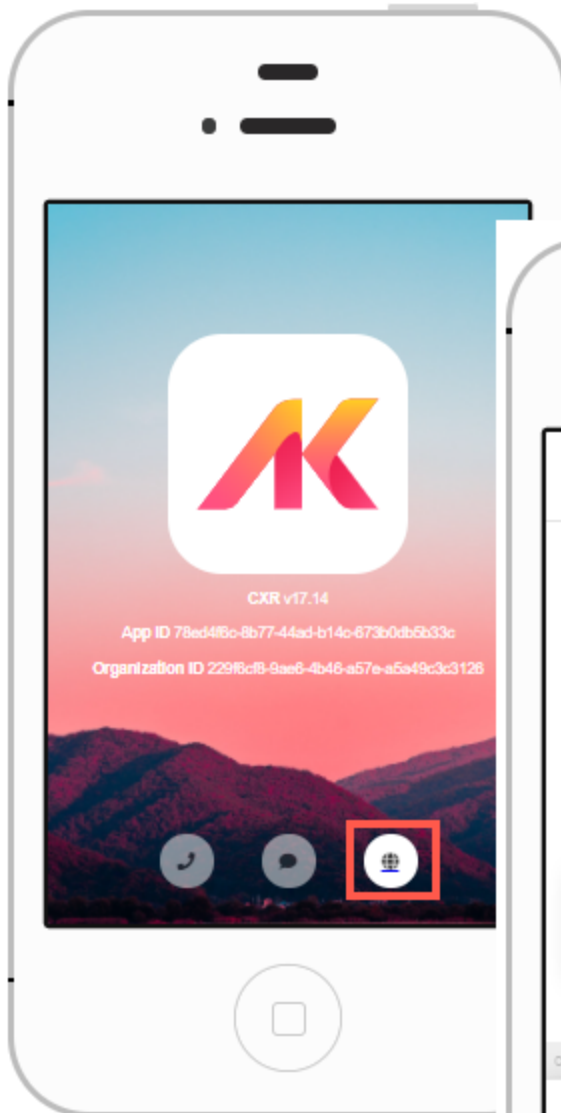 CXR v17.14
App ID 78ed4f6c-8b77-44ad-b14c-673b0db5b33c
Organization ID 229f6cf8-9ae6-4b46-a57e-a5a49c3c3126